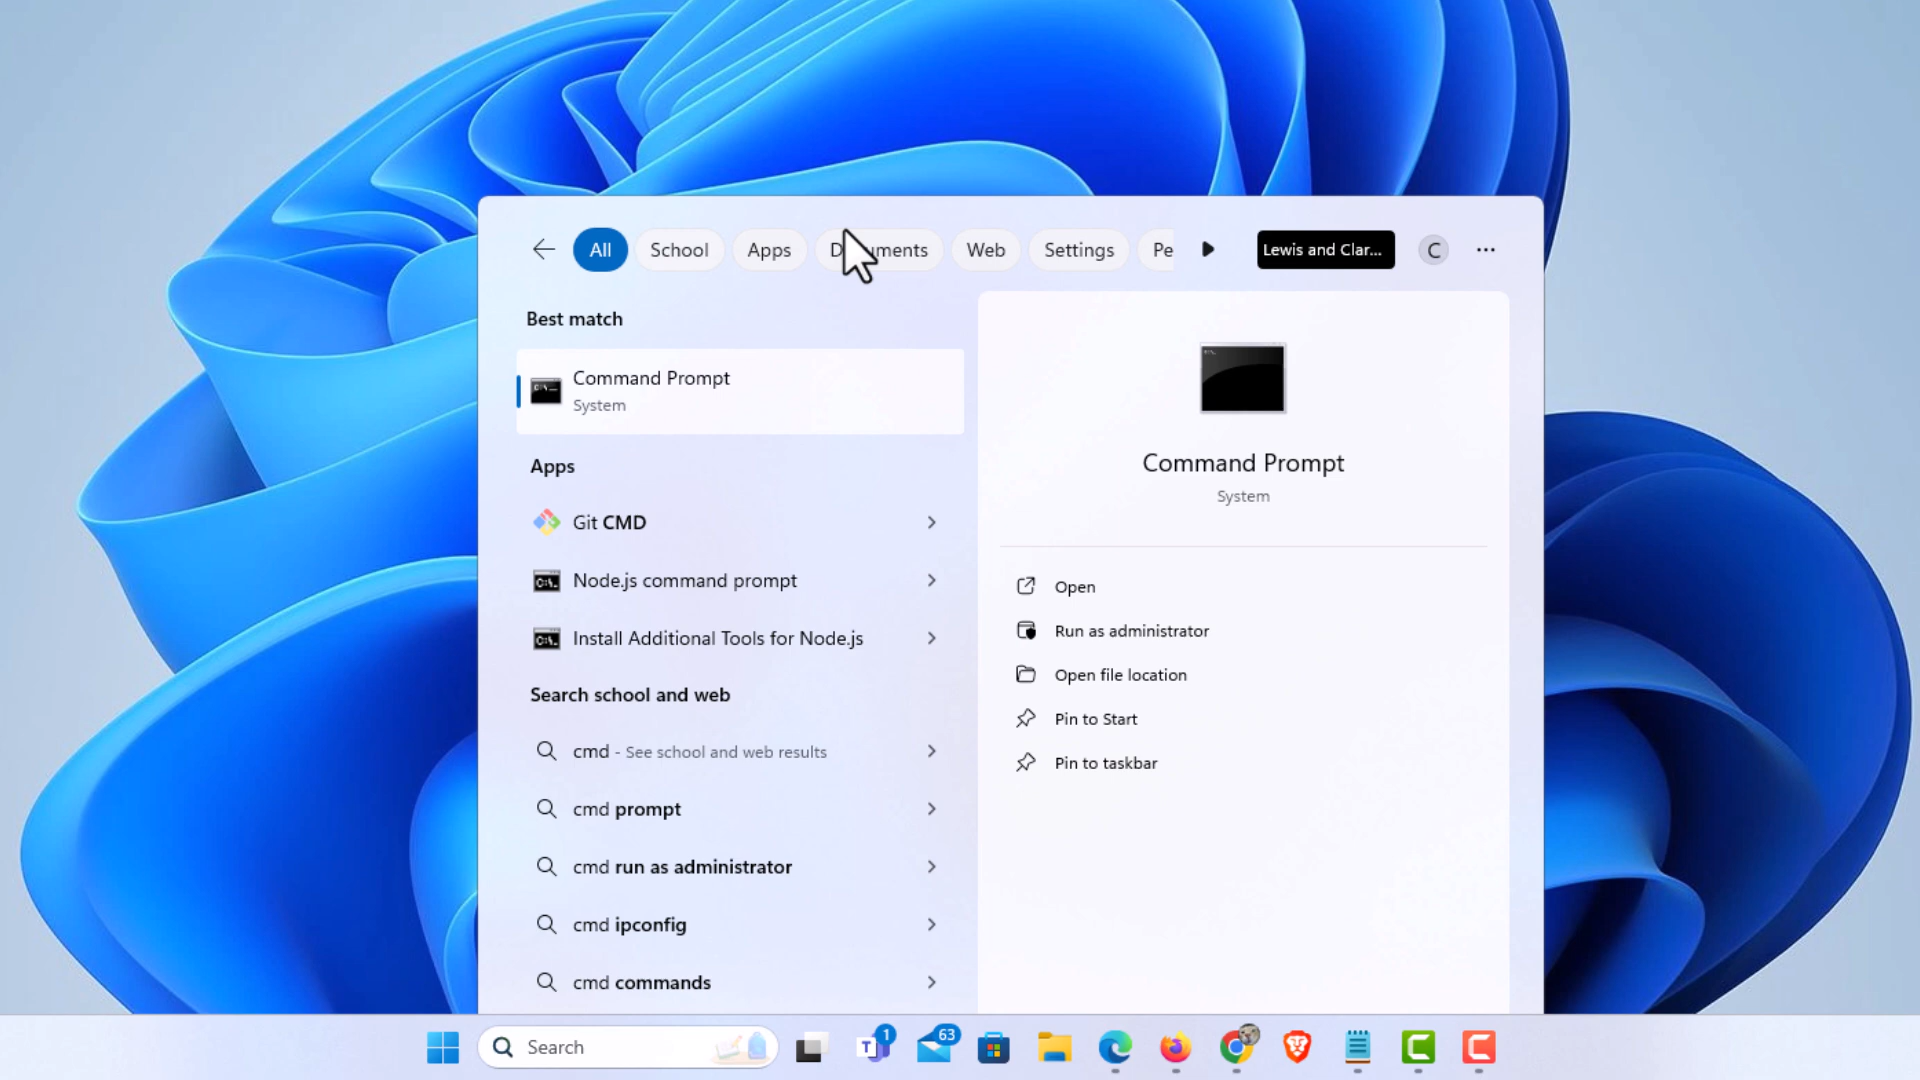 All
School
Apps
Web
Settings
Pe
Lewis and Clar...
C
Best match
Command Prompt
System
Apps
Git CMD
Node.js command prompt
Install Additional Tools for Node.js
Search school and web
cmd - See school and web results
cmd prompt
cmd run as administrator
cmd ipconfig
cmd commands
Command Prompt
System
Open
Run as administrator
Open file location
Pin to Start
Pin to taskbar
Search
1
63